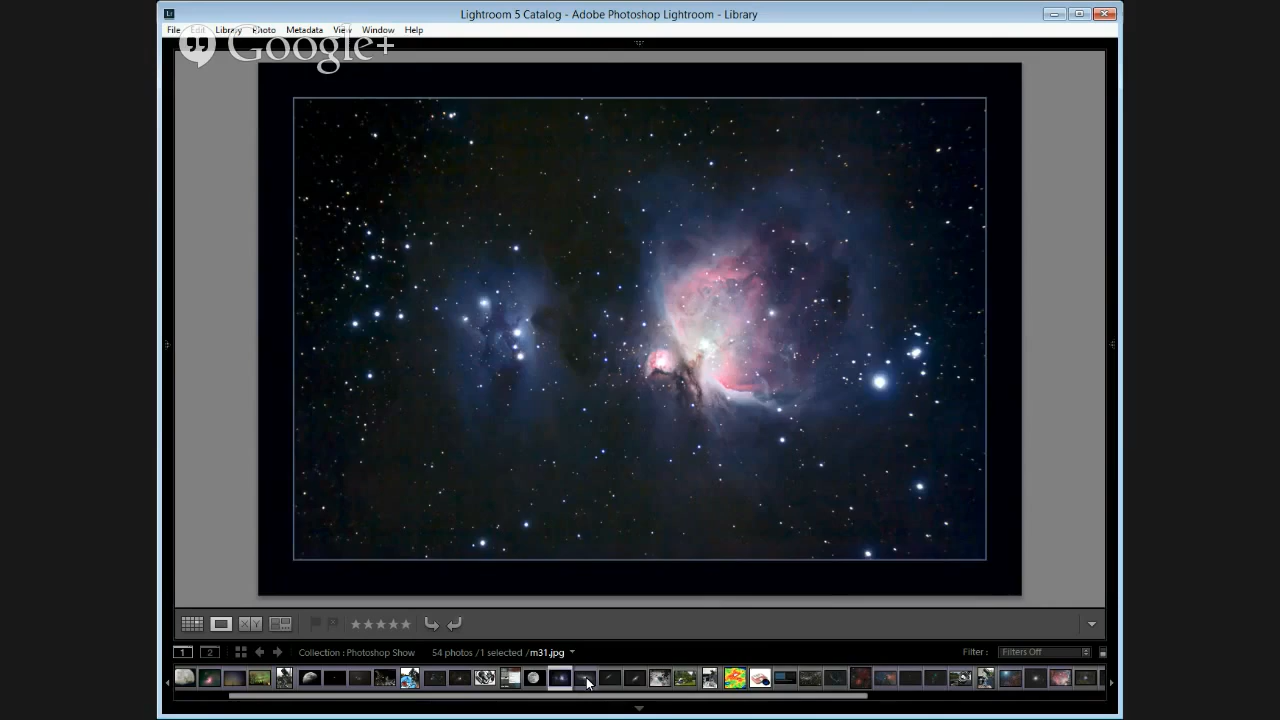 Lightroom 5 Catalog - Adobe Photoshop Lightroom - Library
File Edit Library Photo Metadata View Window Help
Google+
1 2 Collection : Photoshop Show 54 photos / 1 selected / m31.jpg Filter : Filters Off